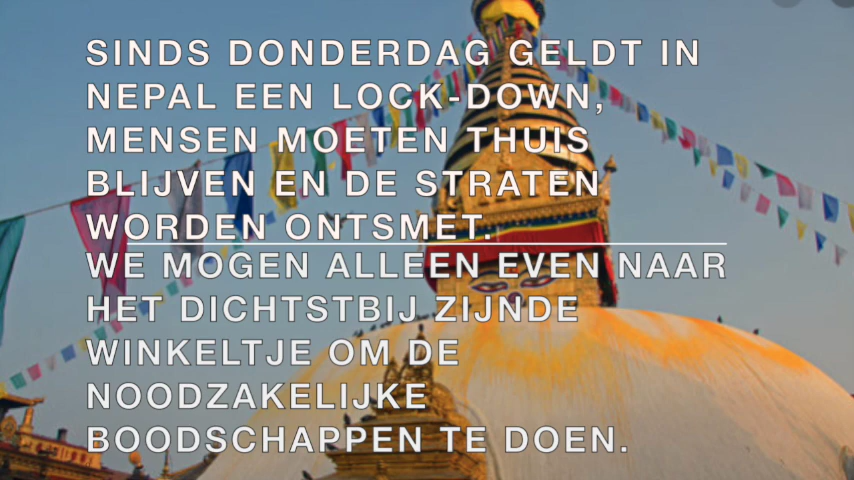 SINDS DONDERDAG GELDT IN
NEPAL EEN LOCK-DOWN,
MENSEN MOETEN THUIS
BLIJVEN EN DE STRATEN
WORDEN ONTSMET.
WE MOGEN ALLEEN EVEN NAAR
HET DICHTSTBIJ ZIJNDE
WINKELTJE OM DE
NOODZAKELIJKE
BOODSCHAPPEN TE DOEN.